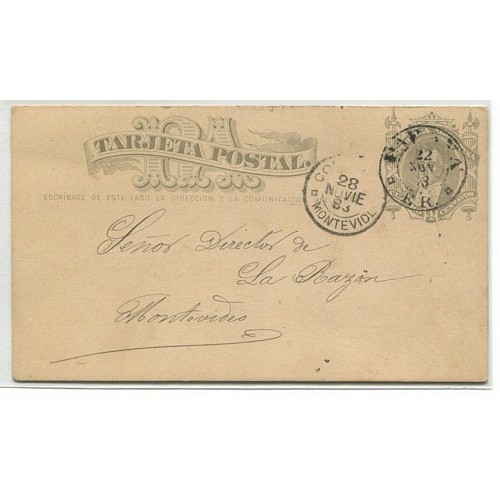 RA
TARJETA POSTAL.
ESCRIBASE DE ESTE LADO LA DIRECCION Y LA COMUNICACION
28
NOVIE
83
MONTEVIDE
22
NOV
E.R.
Señor Director de
La Razón
Montevideo